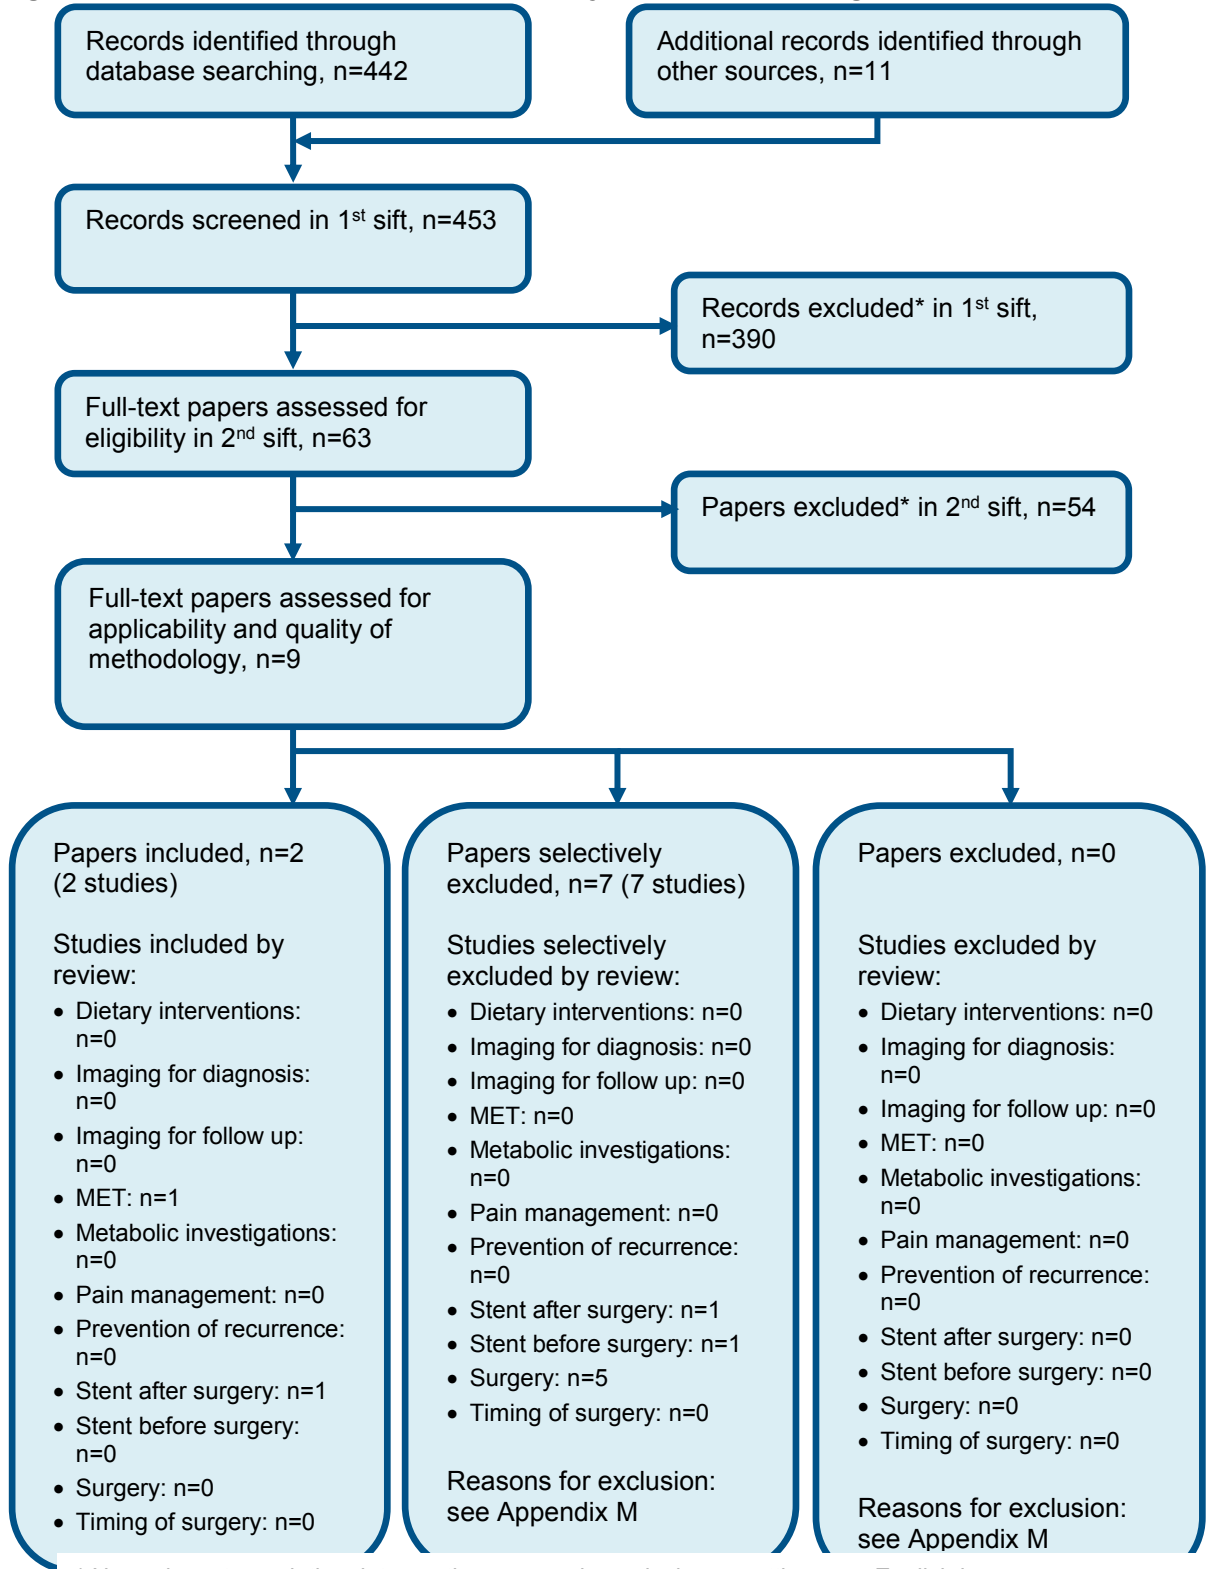 Records identified through
database searching, n=442
Additional records identified through
other sources, n=11
Records screened in 1st sift, n=453
Records excluded* in 1st sift,
n=390
Full-text papers assessed for
eligibility in 2nd sift, n=63
Papers excluded* in 2nd sift, n=54
Full-text papers assessed for
applicability and quality of
methodology, n=9
Papers included, n=2
(2 studies)
Studies included by
review:
• Dietary interventions:
n=0
• Imaging for diagnosis:
n=0
• Imaging for follow up:
n=0
• MET: n=1
• Metabolic investigations:
n=0
• Pain management: n=0
• Prevention of recurrence:
n=0
• Stent after surgery: n=1
• Stent before surgery:
n=0
• Surgery: n=0
• Timing of surgery: n=0
Papers selectively
excluded, n=7 (7 studies)
Studies selectively
excluded by review:
• Dietary interventions: n=0
• Imaging for diagnosis: n=0
• Imaging for follow up: n=0
• MET: n=0
• Metabolic investigations:
n=0
• Pain management: n=0
• Prevention of recurrence:
n=0
• Stent after surgery: n=1
• Stent before surgery: n=1
• Surgery: n=5
• Timing of surgery: n=0
Reasons for exclusion:
see Appendix M
Papers excluded, n=0
Studies excluded by
review:
• Dietary interventions: n=0
• Imaging for diagnosis:
n=0
• Imaging for follow up: n=0
• MET: n=0
• Metabolic investigations:
n=0
• Pain management: n=0
• Prevention of recurrence:
n=0
• Stent after surgery: n=0
• Stent before surgery: n=0
• Surgery: n=0
• Timing of surgery: n=0
Reasons for exclusion:
see Appendix M